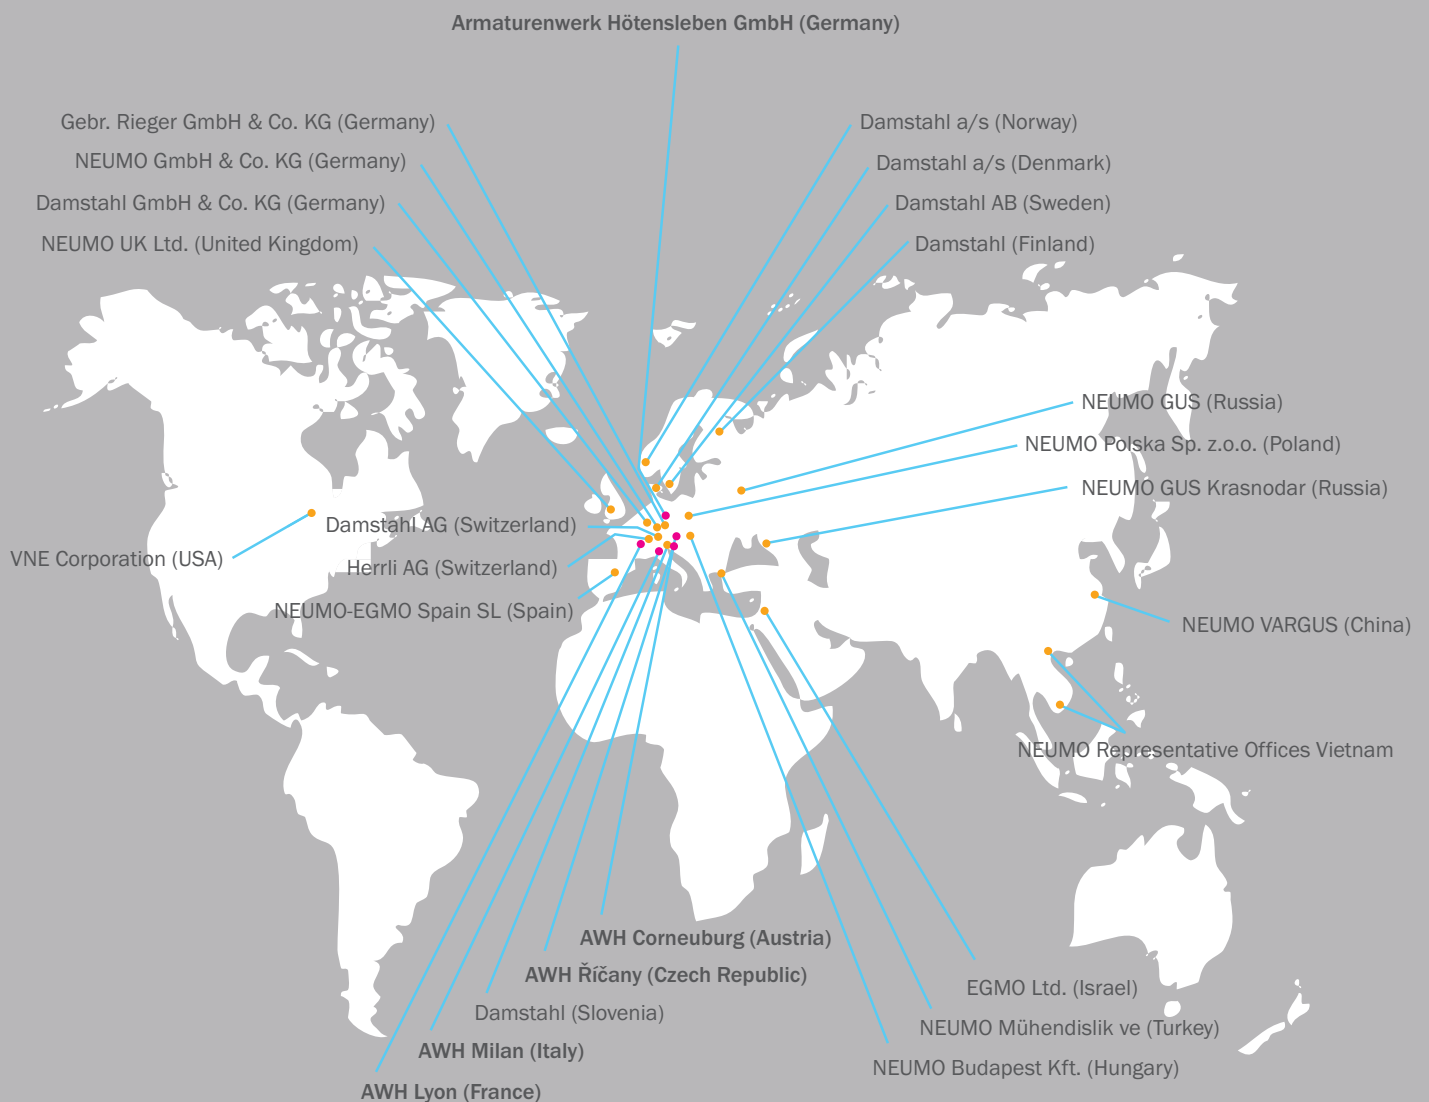 Armaturenwerk Hötensleben GmbH (Germany)
Gebr. Rieger GmbH & Co. KG (Germany)
NEUMO GmbH & Co. KG (Germany)
Damstahl GmbH & Co. KG (Germany)
NEUMO UK Ltd. (United Kingdom)
Damstahl a/s (Norway)
Damstahl a/s (Denmark)
Damstahl AB (Sweden)
Damstahl (Finland)
NEUMO GUS (Russia)
NEUMO Polska Sp. z.o.o. (Poland)
NEUMO GUS Krasnodar (Russia)
Damstahl AG (Switzerland)
VNE Corporation (USA)
Herrli AG (Switzerland)
NEUMO-EGMO Spain SL (Spain)
NEUMO VARGUS (China)
NEUMO Representative Offices Vietnam
AWH Corneuburg (Austria)
AWH Říčany (Czech Republic)
Damstahl (Slovenia)
AWH Milan (Italy)
AWH Lyon (France)
EGMO Ltd. (Israel)
NEUMO Mühendislik ve (Turkey)
NEUMO Budapest Kft. (Hungary)